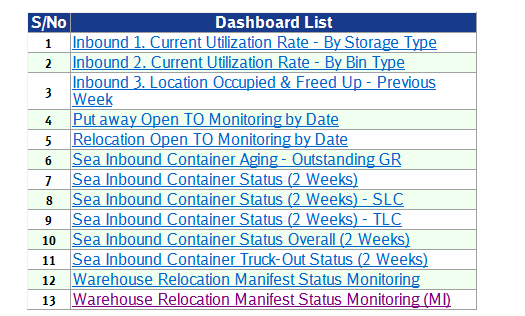 S/No Dashboard List
1 Inbound 1. Current Utilization Rate - By Storage Type
2 Inbound 2. Current Utilization Rate - By Bin Type
3 Inbound 3. Location Occupied & Freed Up - Previous
Week
4 Put away Open TO Monitoring by Date
5 Relocation Open TO Monitoring by Date
6 Sea Inbound Container Aging - Outstanding GR
7 Sea Inbound Container Status (2 Weeks)
8 Sea Inbound Container Status (2 Weeks) - SLC
9 Sea Inbound Container Status (2 Weeks) - TLC
10 Sea Inbound Container Status Overall (2 Weeks)
11 Sea Inbound Container Truck-Out Status (2 Weeks)
12 Warehouse Relocation Manifest Status Monitoring
13 Warehouse Relocation Manifest Status Monitoring (MI)